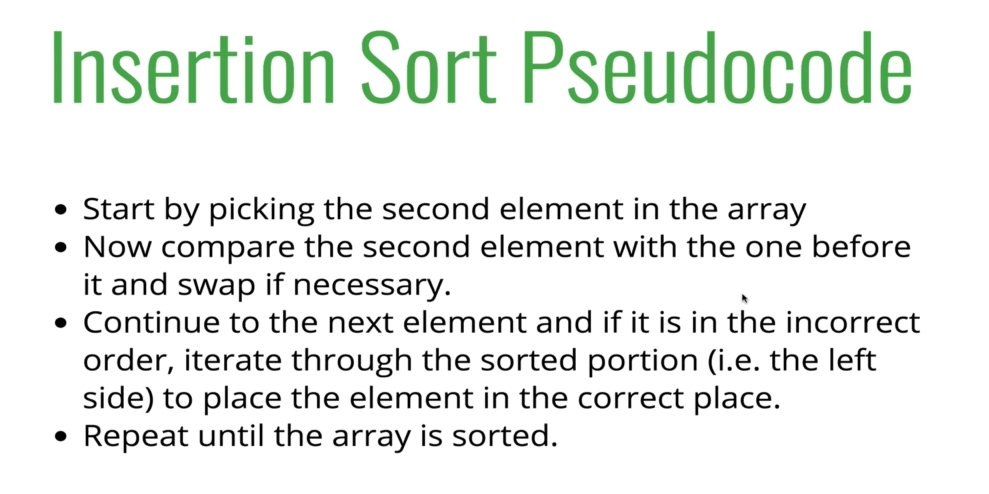 Insertion Sort Pseudocode
• Start by picking the second element in the array
• Now compare the second element with the one before
it and swap if necessary.
• Continue to the next element and if it is in the incorrect
order, iterate through the sorted portion (i.e. the left
side) to place the element in the correct place.
• Repeat until the array is sorted.